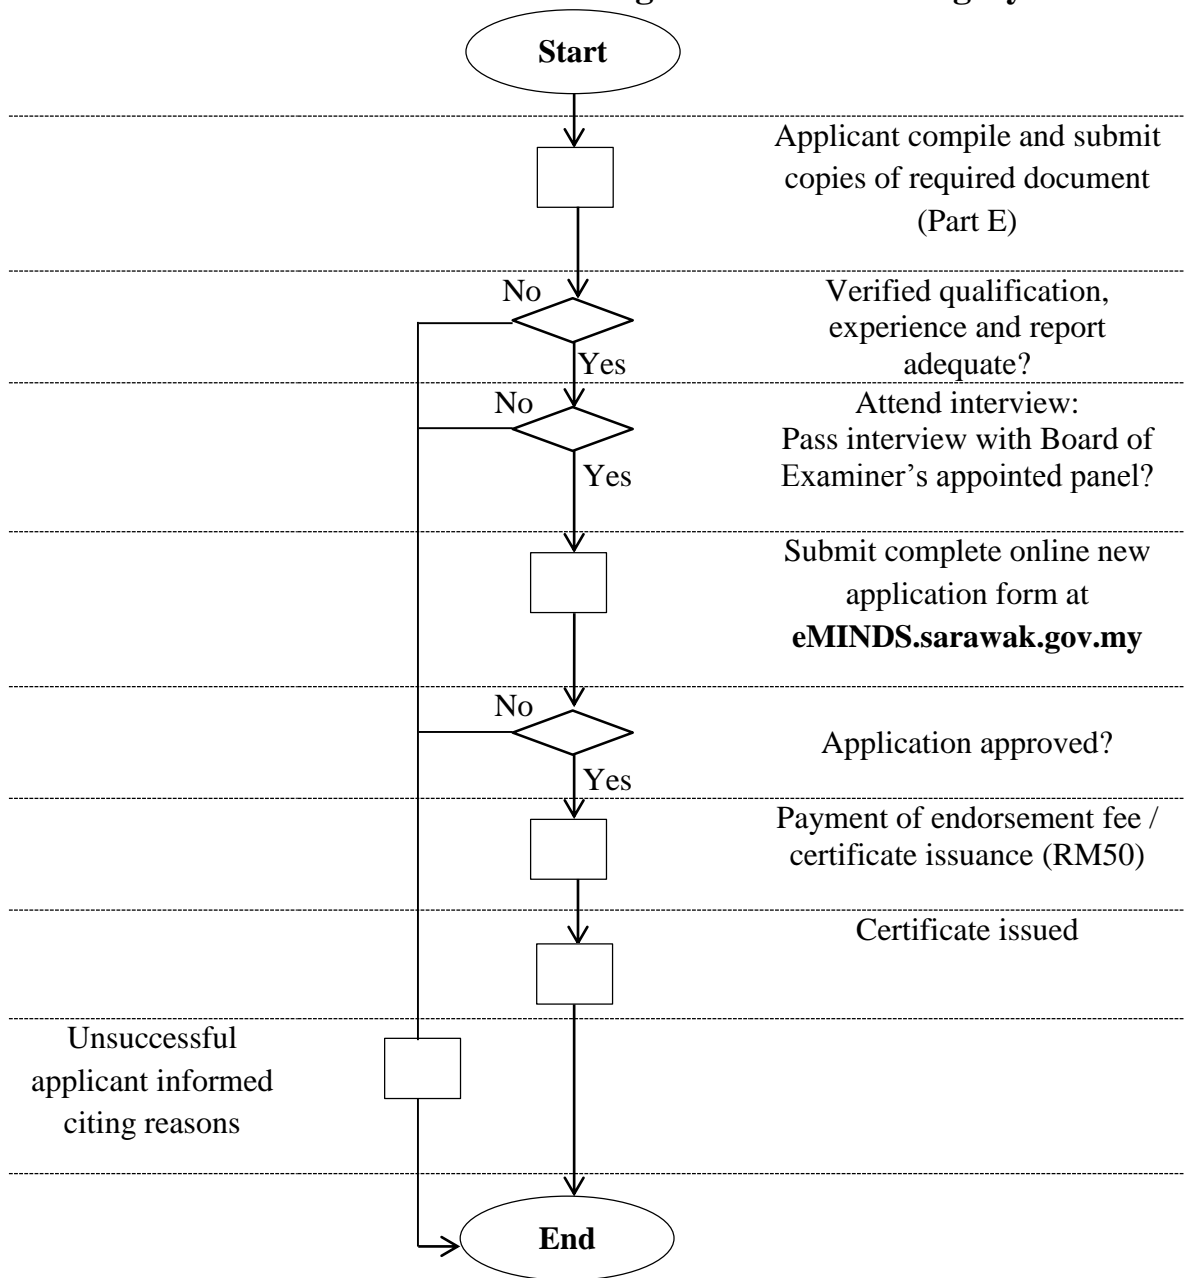 Start
Applicant compile and submit
copies of required document
(Part E)
No
Verified qualification,
experience and report
adequate?
Yes
No
Attend interview:
Pass interview with Board of
Examiner’s appointed panel?
Yes
Submit complete online new
application form at
eMINDS.sarawak.gov.my
No
Application approved?
Yes
Payment of endorsement fee /
certificate issuance (RM50)
Certificate issued
Unsuccessful
applicant informed
citing reasons
End